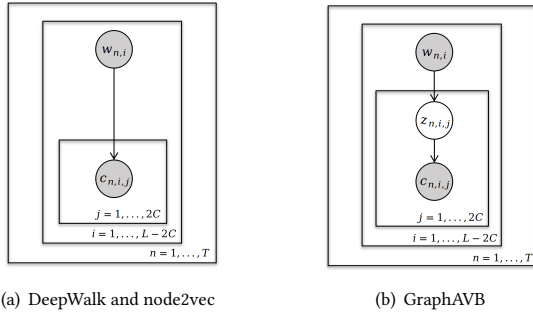 w_{n,i}
c_{n,i,j}
j = 1, . . . , 2C
i = 1, . . . , L − 2C
n = 1, . . . , T
(a) DeepWalk and node2vec
w_{n,i}
z_{n,i,j}
c_{n,i,j}
j = 1, . . . , 2C
i = 1, . . . , L − 2C
n = 1, . . . , T
(b) GraphAVB